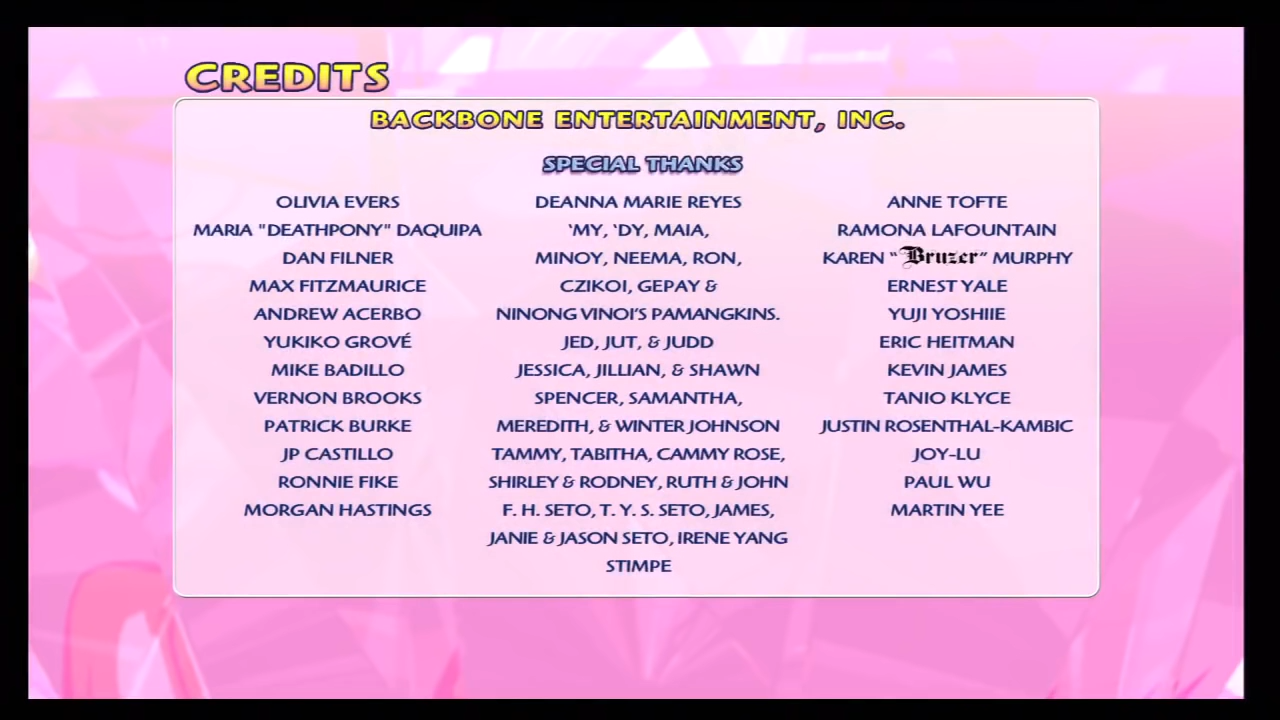 CREDITS
BACKBONE ENTERTAINMENT, INC.
SPECIAL THANKS
OLIVIA EVERS
MARIA "DEATHPONY" DAQUIPA
DAN FILNER
MAX FITZMAURICE
ANDREW ACERBO
YUKIKO GROVÉ
MIKE BADILLO
VERNON BROOKS
PATRICK BURKE
JP CASTILLO
RONNIE FIKE
MORGAN HASTINGS
DEANNA MARIE REYES
‘MY, ‘DY, MAIA,
MINOY, NEEMA, RON,
CZIKOI, GEPAY &
NINONG VINOI’S PAMANGKINS.
JED, JUT, & JUDD
JESSICA, JILLIAN, & SHAWN
SPENCER, SAMANTHA,
MEREDITH, & WINTER JOHNSON
TAMMY, TABITHA, CAMMY ROSE,
SHIRLEY & RODNEY, RUTH & JOHN
F. H. SETO, T. Y. S. SETO, JAMES,
JANIE & JASON SETO, IRENE YANG
STIMPE
ANNE TOFTE
RAMONA LAFOUNTAIN
KAREN “Brüzer” MURPHY
ERNEST YALE
YUJI YOSHIIE
ERIC HEITMAN
KEVIN JAMES
TANIO KLYCE
JUSTIN ROSENTHAL-KAMBIC
JOY-LU
PAUL WU
MARTIN YEE